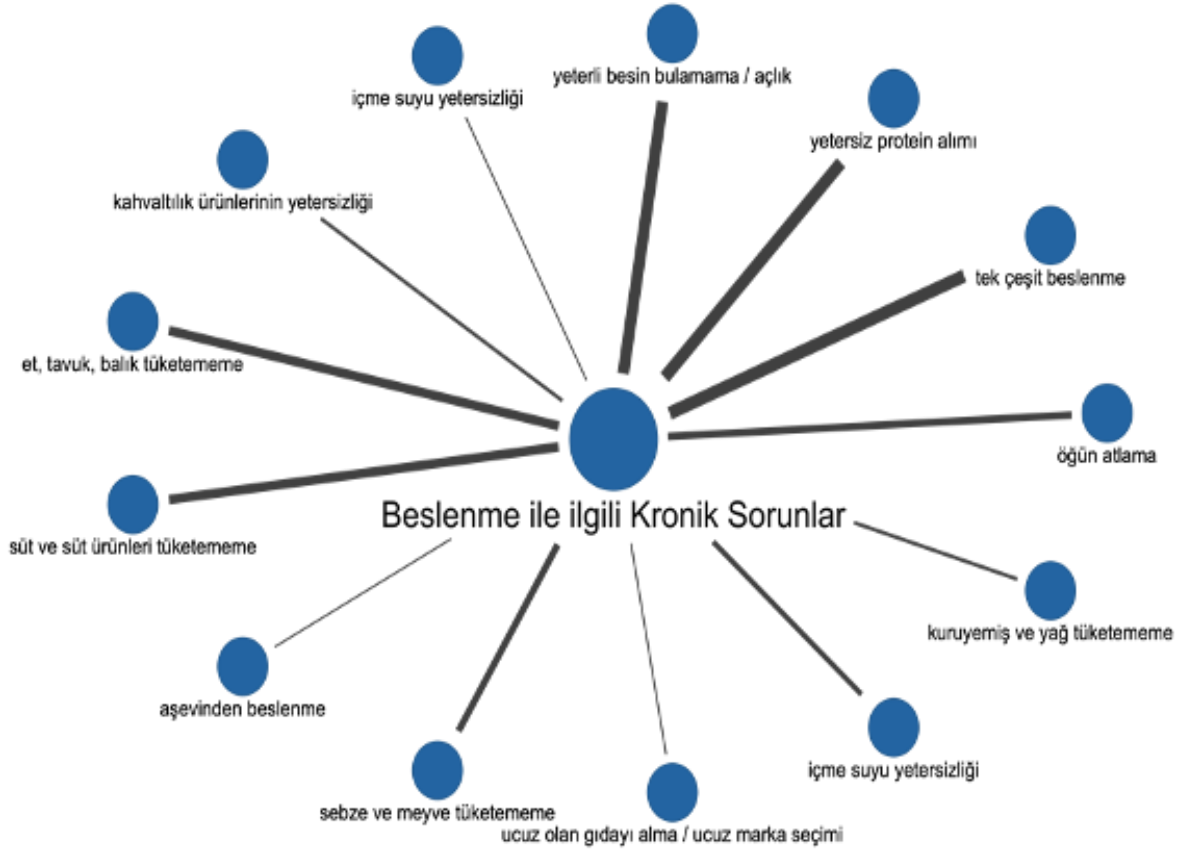 yeterli besin bulamama / açlık
içme suyu yetersizliği
yetersiz protein alımı
kahvaltılık ürünlerinin yetersizliği
tek çeşit beslenme
et, tavuk, balık tüketememe
öğün atlama
Beslenme ile ilgili Kronik Sorunlar
süt ve süt ürünleri tüketememe
kuruyemiş ve yağ tüketememe
aşevinden beslenme
içme suyu yetersizliği
sebze ve meyve tüketememe
ucuz olan gıdayı alma / ucuz marka seçimi